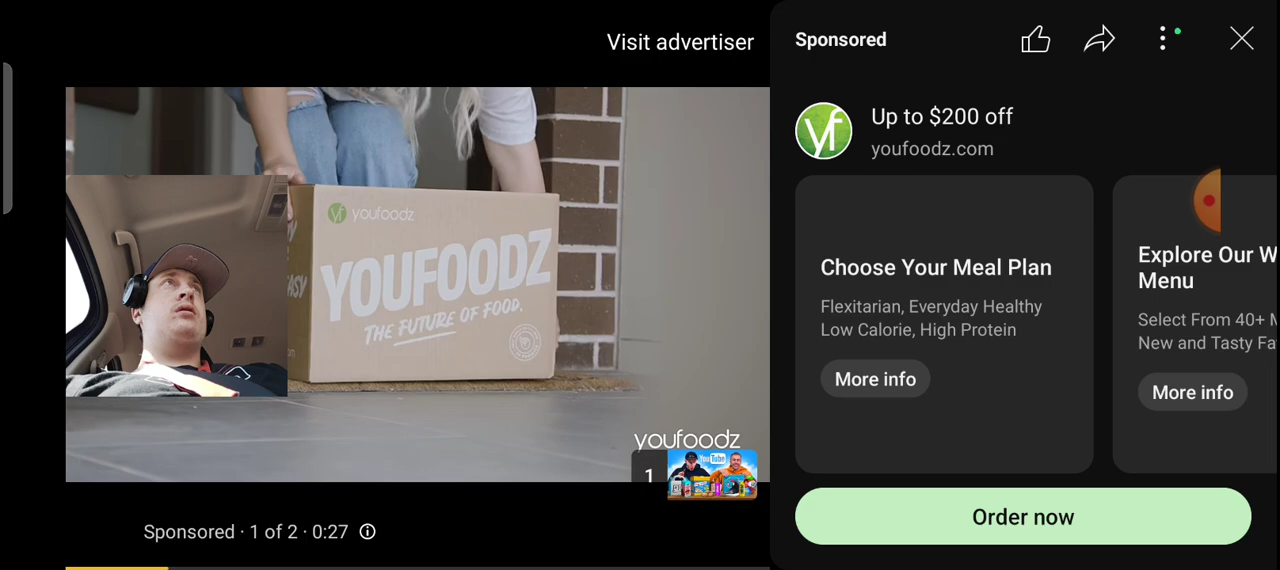 Visit advertiser
youfoodz
YOUFOODZ
THE FUTURE OF FOOD.
youfoodz
YouTube
1
Sponsored · 1 of 2 · 0:27
Sponsored
Up to $200 off
yf
youfoodz.com
Choose Your Meal Plan
Flexitarian, Everyday Healthy
Low Calorie, High Protein
More info
Explore Our W
Menu
Select From 40+
New and Tasty Fa
More info
Order now